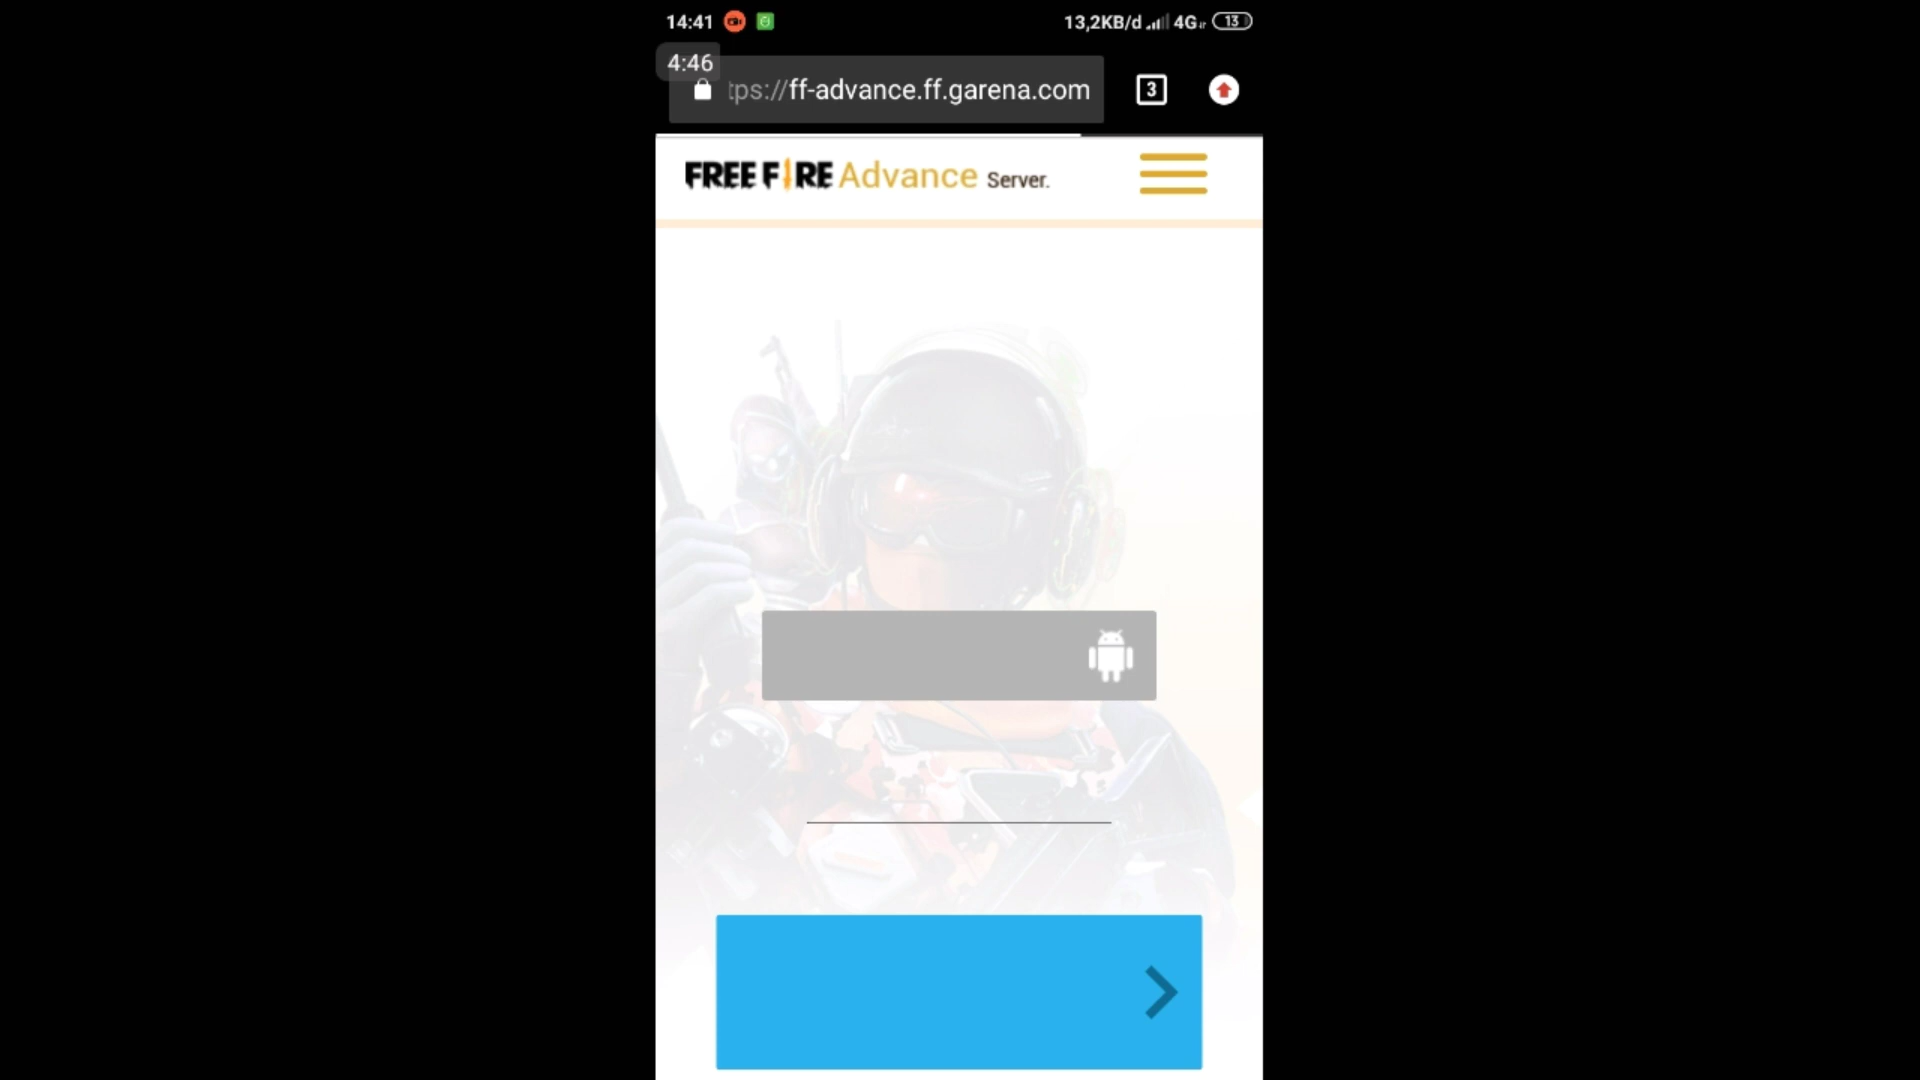 14:41 13,2KB/d 4G 13
4:46
tps://ff-advance.ff.garena.com 3
FREE FIRE Advance Server.